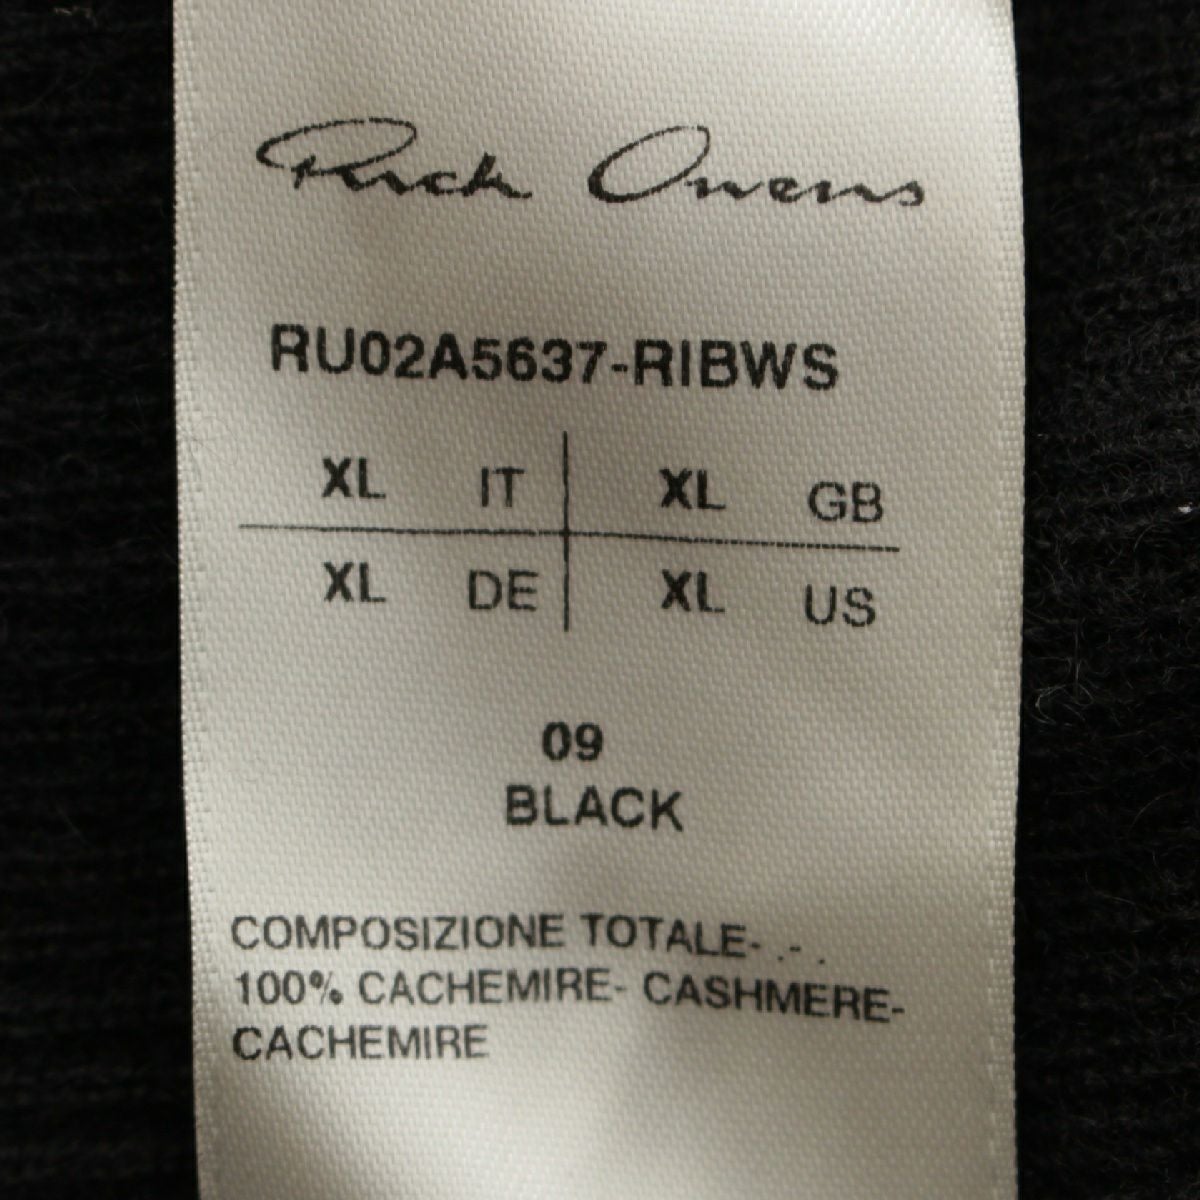 Rick Owens
RU02A5637-RIBWS
XL IT XL GB
XL DE XL US
09
BLACK
COMPOSIZIONE TOTALE- .- .
100% CACHEMIRE- CASHMERE-
CACHEMIRE